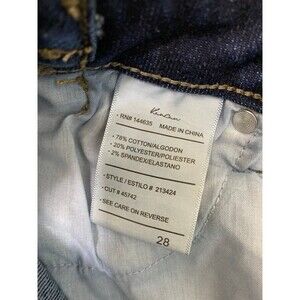 KanCan
• RN# 144635 MADE IN CHINA
• 78% COTTON/ALGODON
• 20% POLYESTER/POLIESTER
• 2% SPANDEX/ELASTANO
• STYLE / ESTILO # 213424
• CUT # 45742
• SEE CARE ON REVERSE
28